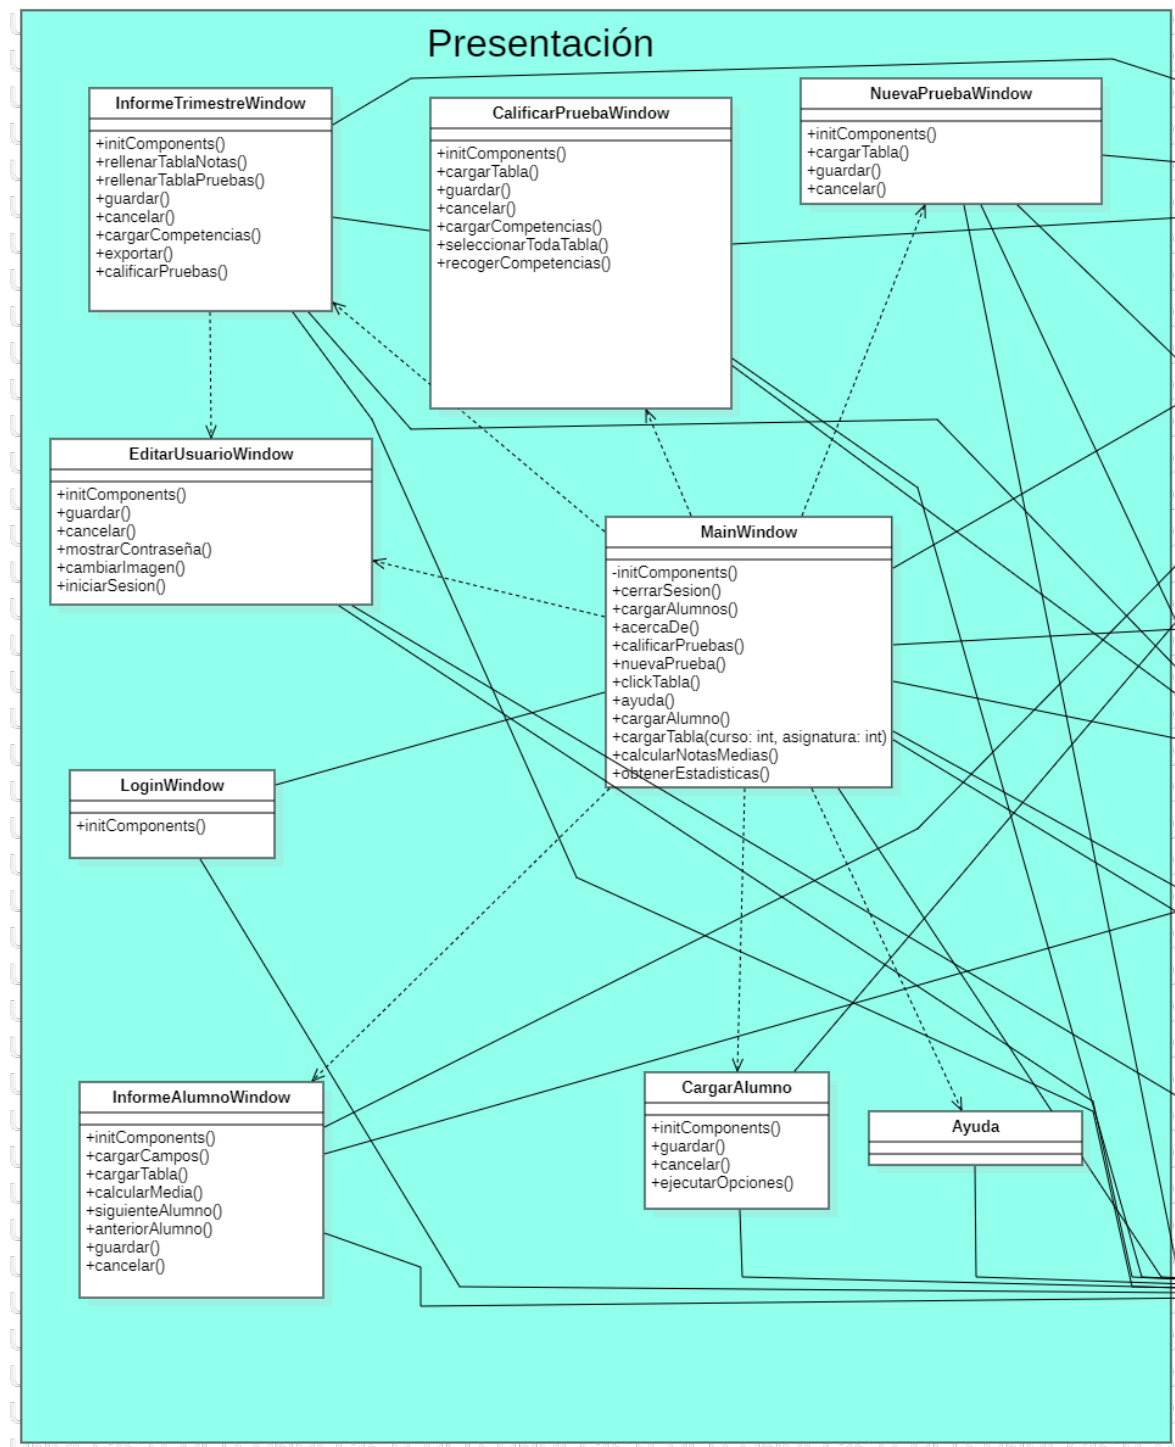 Presentación
InformeTrimestreWindow
+initComponents()
+rellenarTablaNotas()
+rellenarTablaPruebas()
+guardar()
+cancelar()
+cargarCompetencias()
+exportar()
+calificarPruebas()
CalificarPruebaWindow
+initComponents()
+cargarTabla()
+guardar()
+cancelar()
+cargarCompetencias()
+seleccionarTodaTabla()
+recogerCompetencias()
NuevaPruebaWindow
+initComponents()
+cargarTabla()
+guardar()
+cancelar()
EditarUsuarioWindow
+initComponents()
+guardar()
+cancelar()
+mostrarContraseña()
+cambiarImagen()
+iniciarSesion()
MainWindow
-initComponents()
+cerrarSesion()
+cargarAlumnos()
+acercaDe()
+calificarPruebas()
+nuevaPrueba()
+clickTabla()
+ayuda()
+cargarAlumno()
+cargarTabla(curso: int, asignatura: int)
+calcularNotasMedias()
+obtenerEstadisticas()
LoginWindow
+initComponents()
InformeAlumnoWindow
+initComponents()
+cargarCampos()
+cargarTabla()
+calcularMedia()
+siguienteAlumno()
+anteriorAlumno()
+guardar()
+cancelar()
CargarAlumno
+initComponents()
+guardar()
+cancelar()
+ejecutarOpciones()
Ayuda